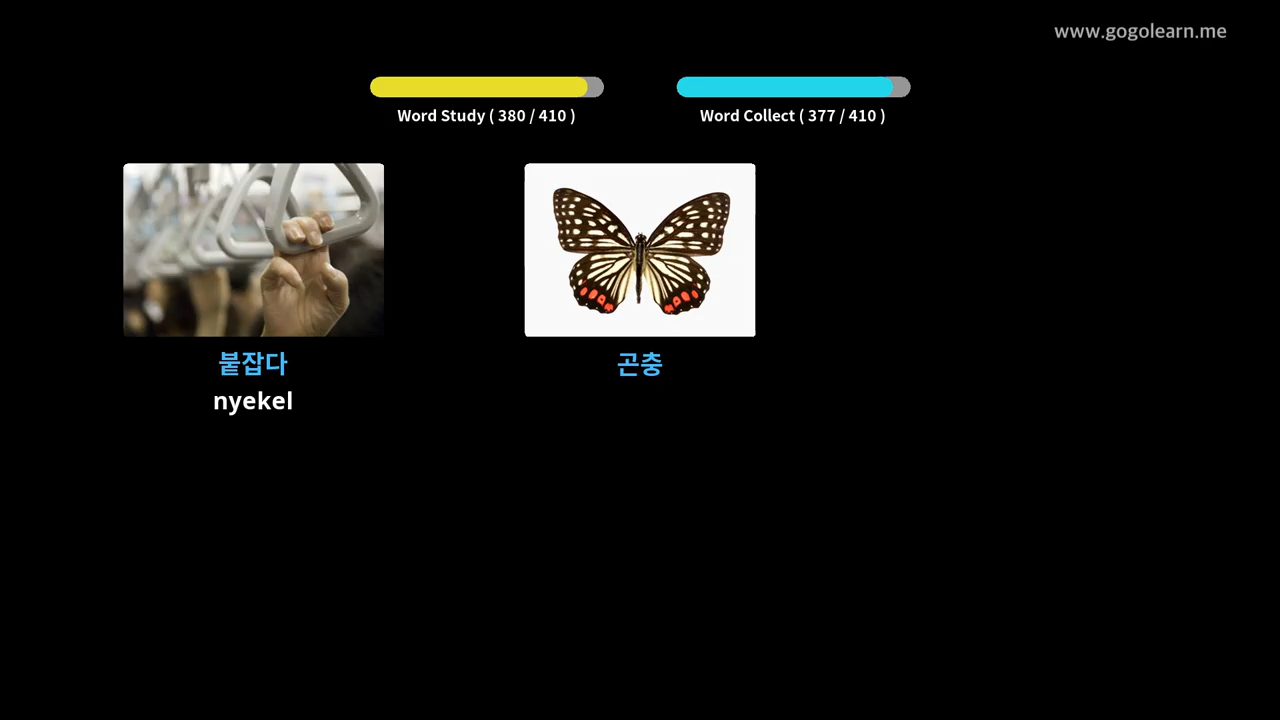 www.gogolearn.me
Word Study ( 380 / 410 )
Word Collect ( 377 / 410 )
붙잡다
nyekel
곤충